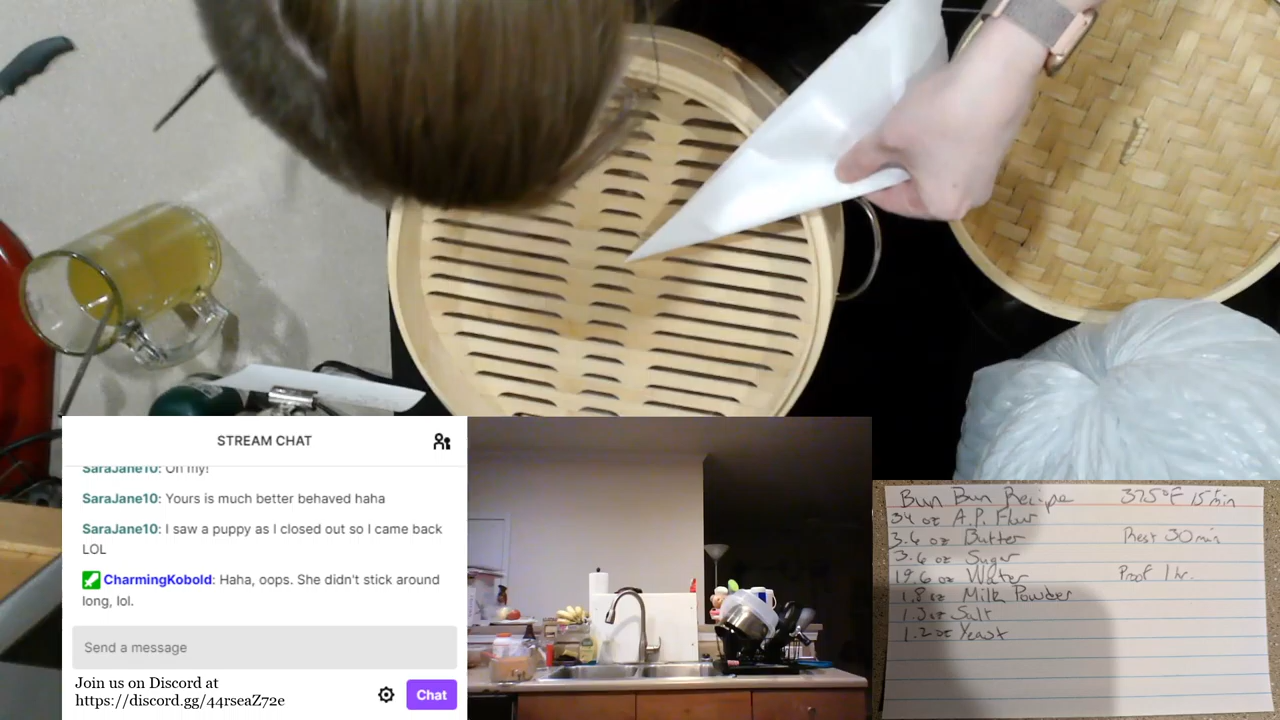 STREAM CHAT
SaraJane10: Oh my!
SaraJane10: Yours is much better behaved haha
SaraJane10: I saw a puppy as I closed out so I came back
LOL
CharmingKobold: Haha, oops. She didn't stick around
long, lol.
Send a message
Join us on Discord at
https://discord.gg/44rseaZ72e
Chat
Bun Bun Recipe 375°F 15 min
34 oz A.P. Flour
3.6 oz Butter Rest 30 min
3.6 oz Sugar
19.6 oz Water Proof 1 hr.
1.8 oz Milk Powder
Salt
1.2 oz Yeast